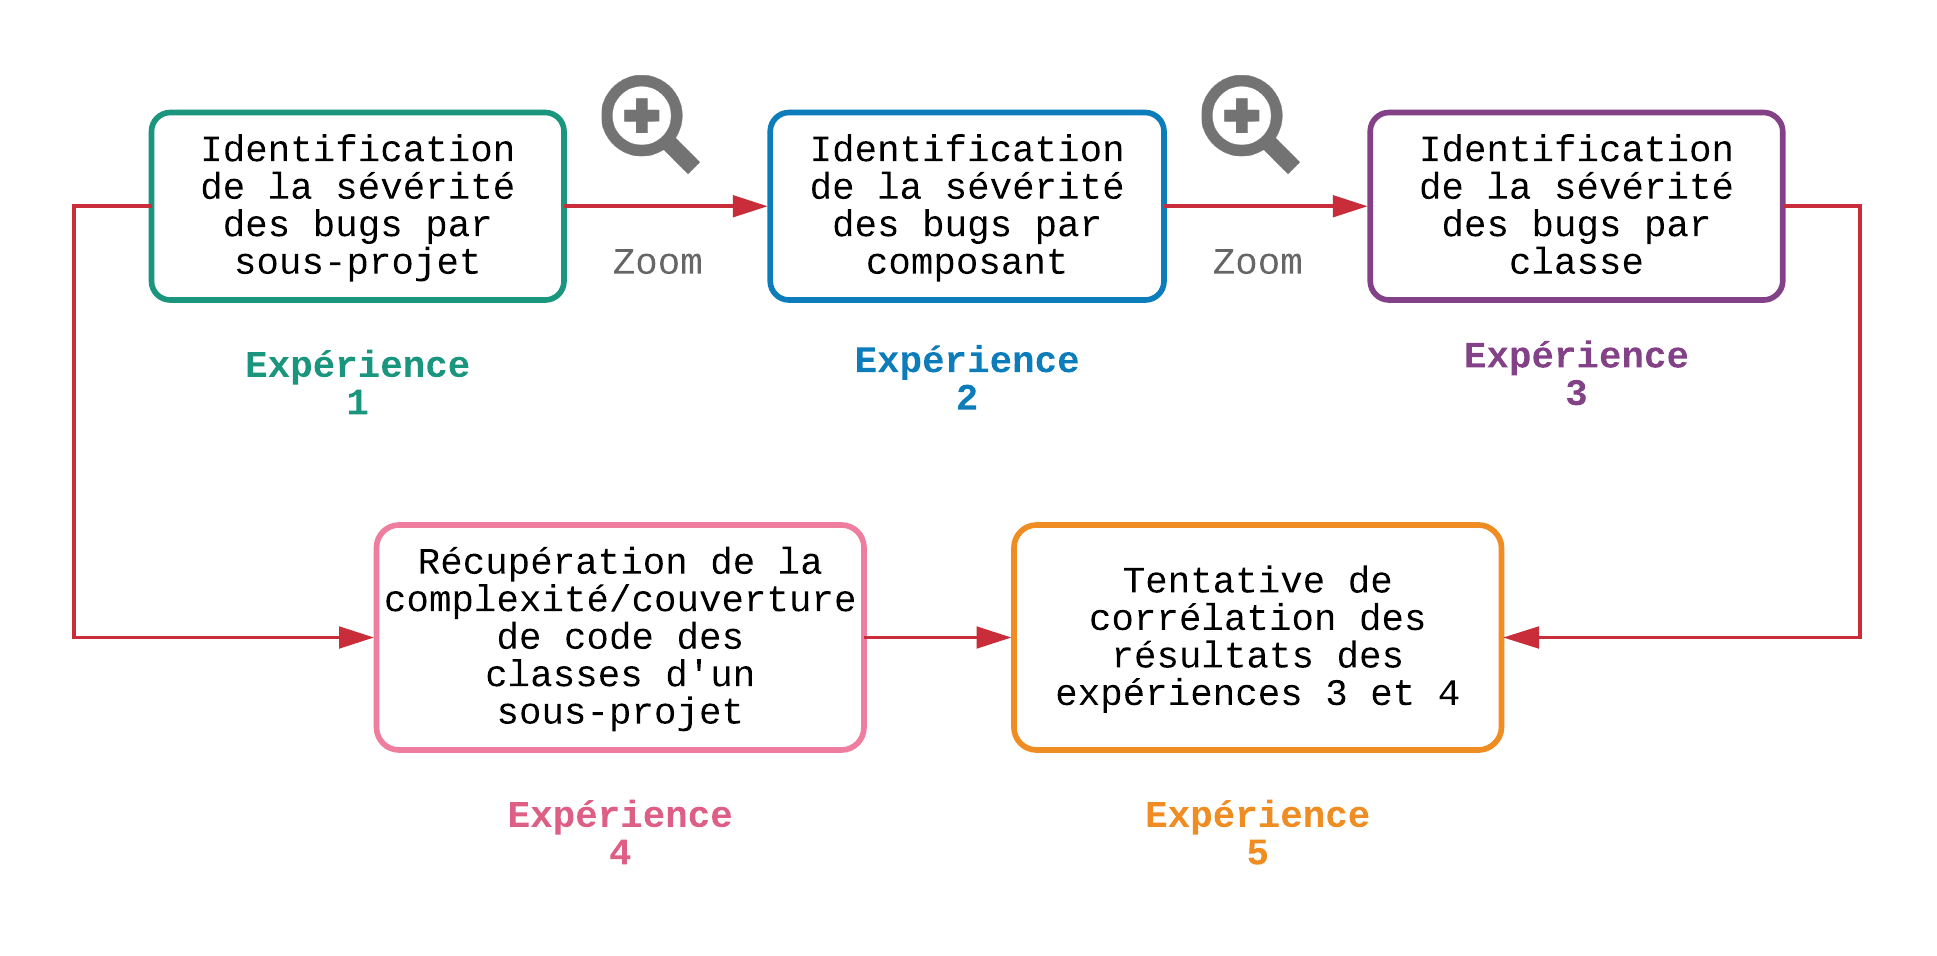 Identification
de la sévérité
des bugs par
sous-projet
Zoom
Identification
de la sévérité
des bugs par
composant
Zoom
Identification
de la sévérité
des bugs par
classe
Expérience
1
Expérience
2
Expérience
3
Récupération de la
complexité/couverture
de code des
classes d'un
sous-projet
Tentative de
corrélation des
résultats des
expériences 3 et 4
Expérience
4
Expérience
5